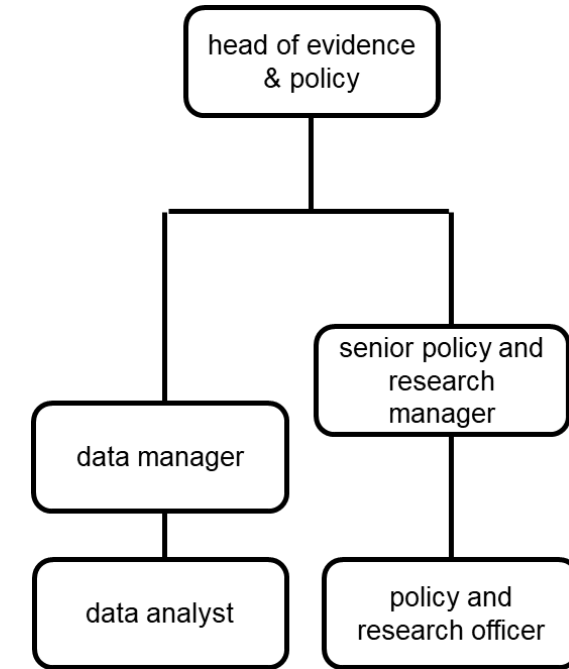 head of evidence
& policy
senior policy and
research
manager
data manager
data analyst
policy and
research officer